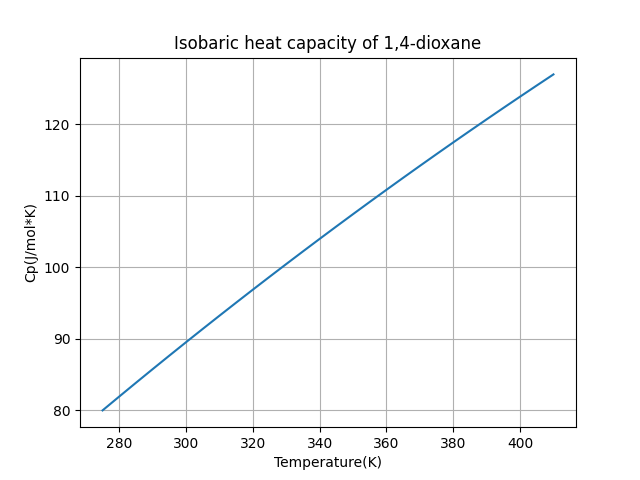 Isobaric heat capacity of 1,4-dioxane
Cp(J/mol*K)
120
110
100
90
80
280 300 320 340 360 380 400
Temperature(K)